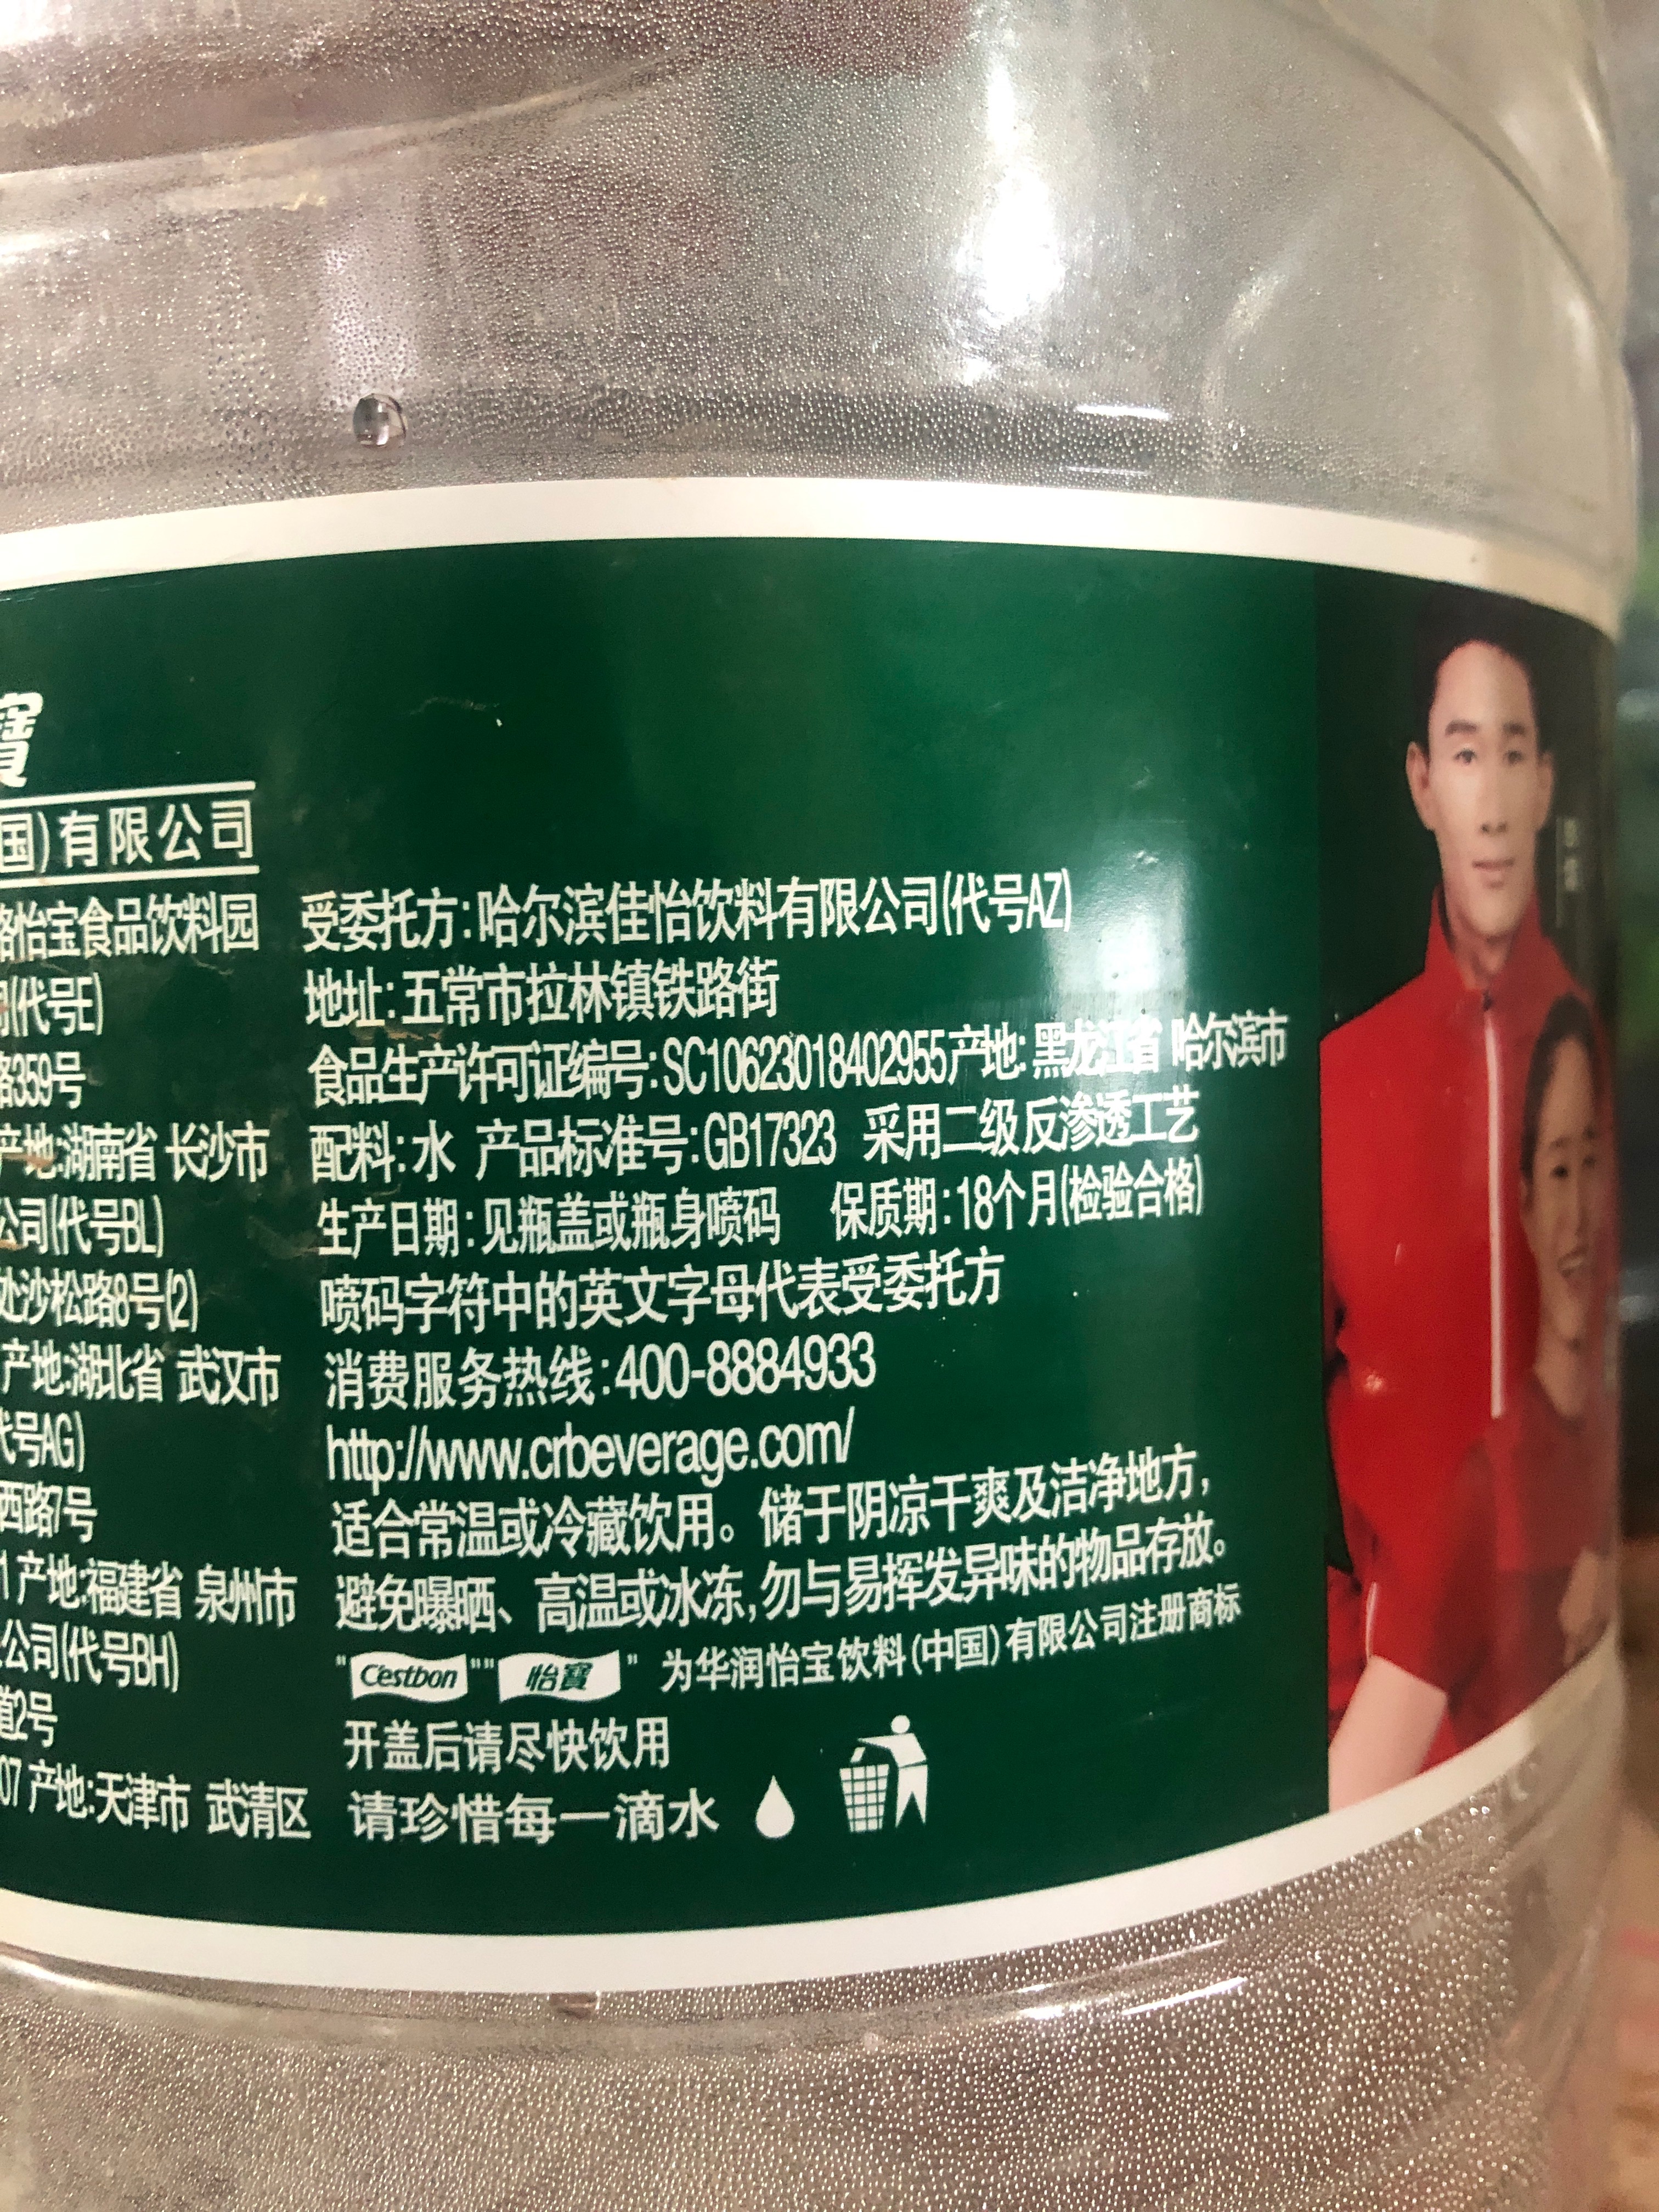 寶
国)有限公司
路怡宝食品饮料园
司(代号E)
路359号
产地:湖南省 长沙市
公司(代号BL)
处沙松路8号(2)
产地:湖北省 武汉市
代号AG)
西路7号
1 产地:福建省 泉州市
公司(代号BH)
道2号
07 产地:天津市 武清区
受委托方:哈尔滨佳怡饮料有限公司(代号AZ)
地址:五常市拉林镇铁路街
食品生产许可证编号:SC10623018402955产地:黑龙江省 哈尔滨市
配料:水 产品标准号:GB17323 采用二级反渗透工艺
生产日期:见瓶盖或瓶身喷码 保质期:18个月(检验合格)
喷码字符中的英文字母代表受委托方
消费服务热线:400-8884933
http://www.crbeverage.com/
适合常温或冷藏饮用。储于阴凉干爽及洁净地方,
避免曝晒、高温或冰冻,勿与易挥发异味的物品存放。
"C'estbon""怡寶" 为华润怡宝饮料(中国)有限公司注册商标
开盖后请尽快饮用
请珍惜每一滴水